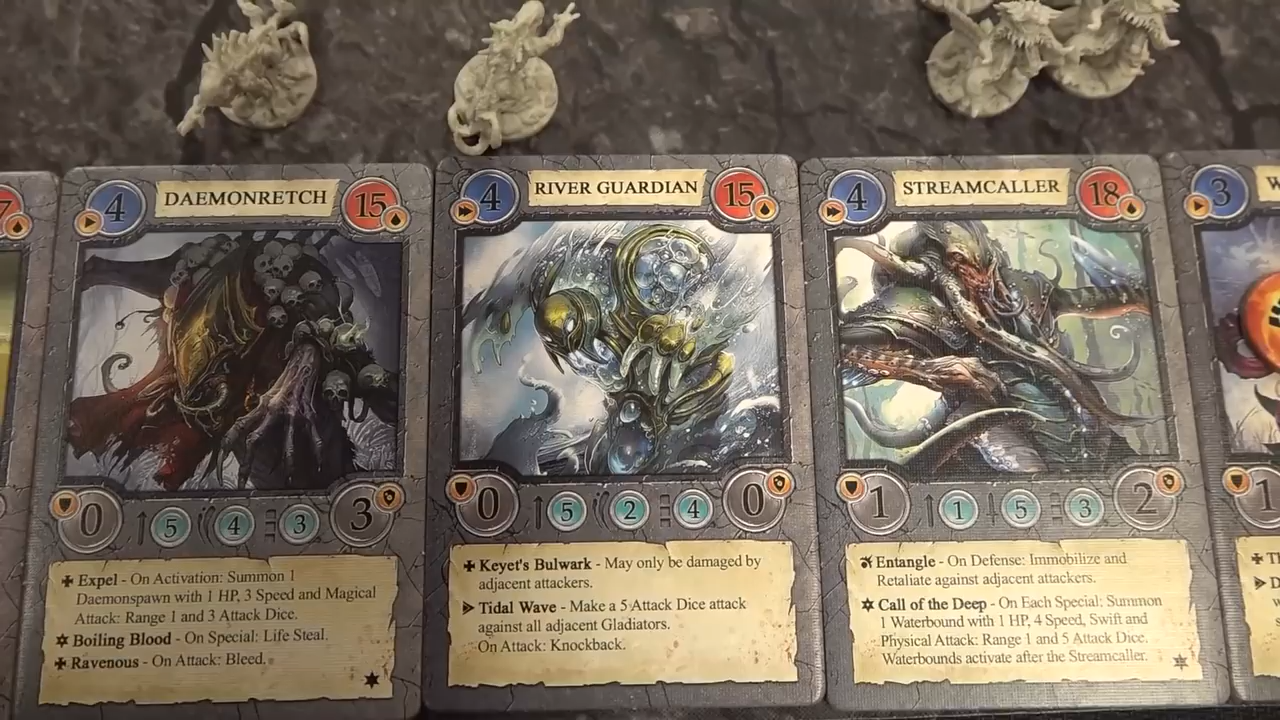 7
4
DAEMONRETCH
15
0
5
4
3
3
Expel - On Activation: Summon 1
Daemonspawn with 1 HP, 3 Speed and Magical
Attack: Range 1 and 3 Attack Dice.
Boiling Blood - On Special: Life Steal.
Ravenous - On Attack: Bleed.
4
RIVER GUARDIAN
15
0
5
2
4
0
Keyet's Bulwark - May only be damaged by
adjacent attackers.
Tidal Wave - Make a 5 Attack Dice attack
against all adjacent Gladiators.
On Attack: Knockback.
4
STREAMCALLER
18
1
1
5
3
2
Entangle - On Defense: Immobilize and
Retaliate against adjacent attackers.
Call of the Deep - On Each Special: Summon
1 Waterbound with 1 HP, 4 Speed, Swift and
Physical Attack: Range 1 and 5 Attack Dice.
Waterbounds activate after the Streamcaller.
3
1